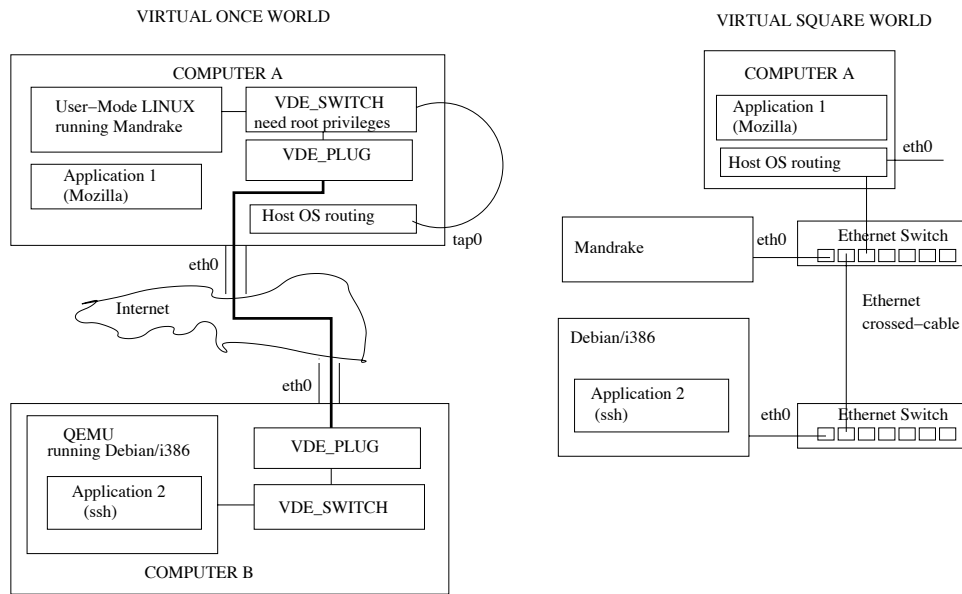 VIRTUAL ONCE WORLD
COMPUTER A
User−Mode LINUX
running Mandrake
VDE_SWITCH
need root privileges
VDE_PLUG
Application 1
(Mozilla)
Host OS routing
tap0
eth0
Internet
eth0
QEMU
running Debian/i386
Application 2
(ssh)
VDE_PLUG
VDE_SWITCH
COMPUTER B
VIRTUAL SQUARE WORLD
COMPUTER A
Application 1
(Mozilla)
Host OS routing
eth0
Mandrake
eth0
Ethernet Switch
Ethernet
crossed−cable
Debian/i386
Application 2
(ssh)
eth0
Ethernet Switch